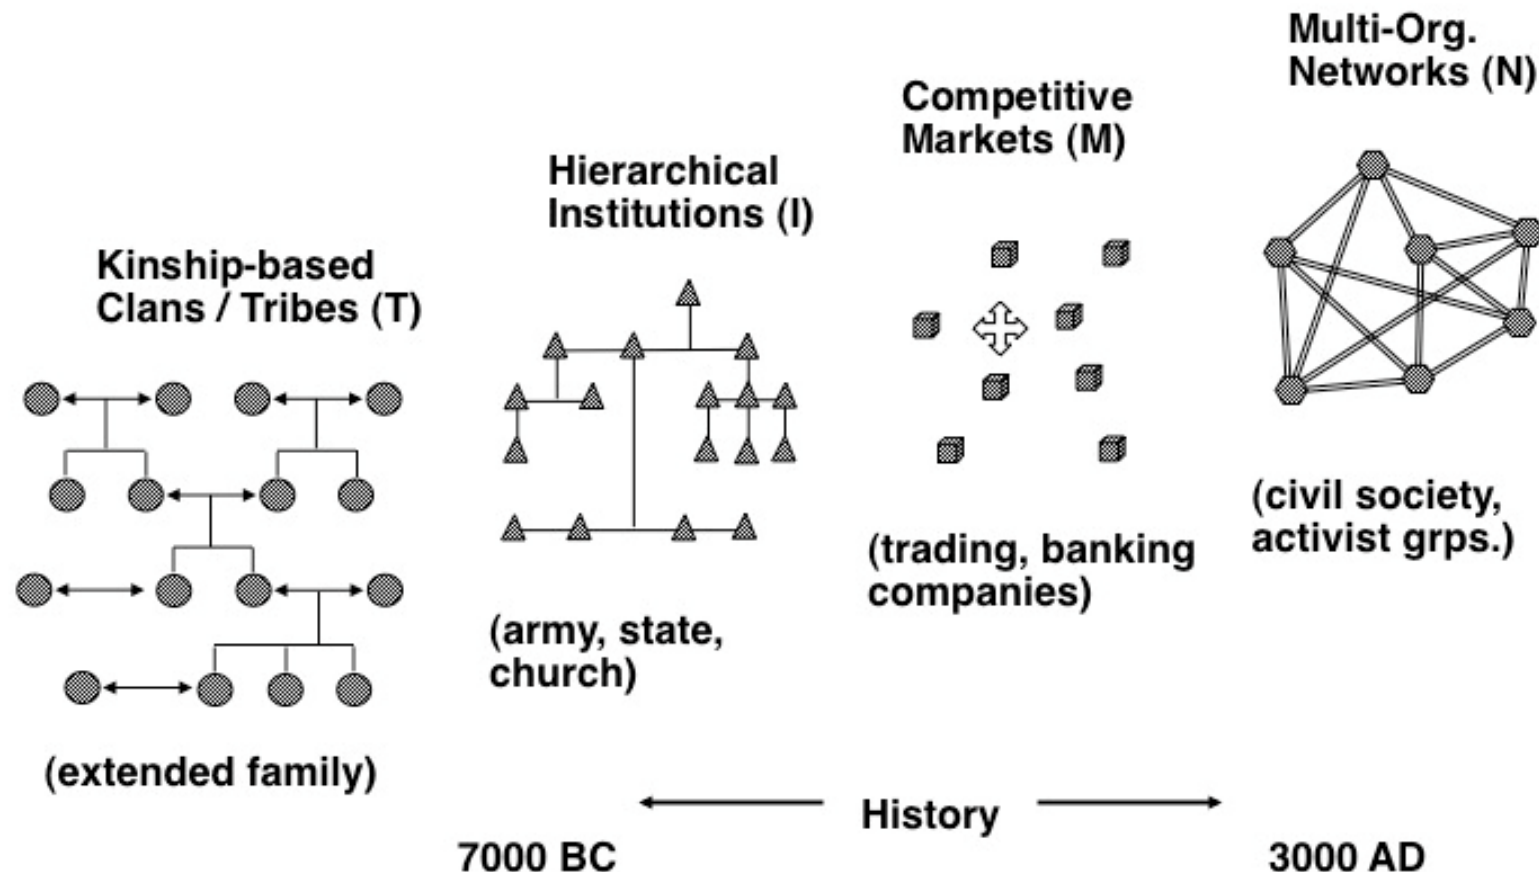 Kinship-based
Clans / Tribes (T)
(extended family)
Hierarchical
Institutions (I)
(army, state,
church)
Competitive
Markets (M)
(trading, banking
companies)
Multi-Org.
Networks (N)
(civil society,
activist grps.)
History
7000 BC
3000 AD